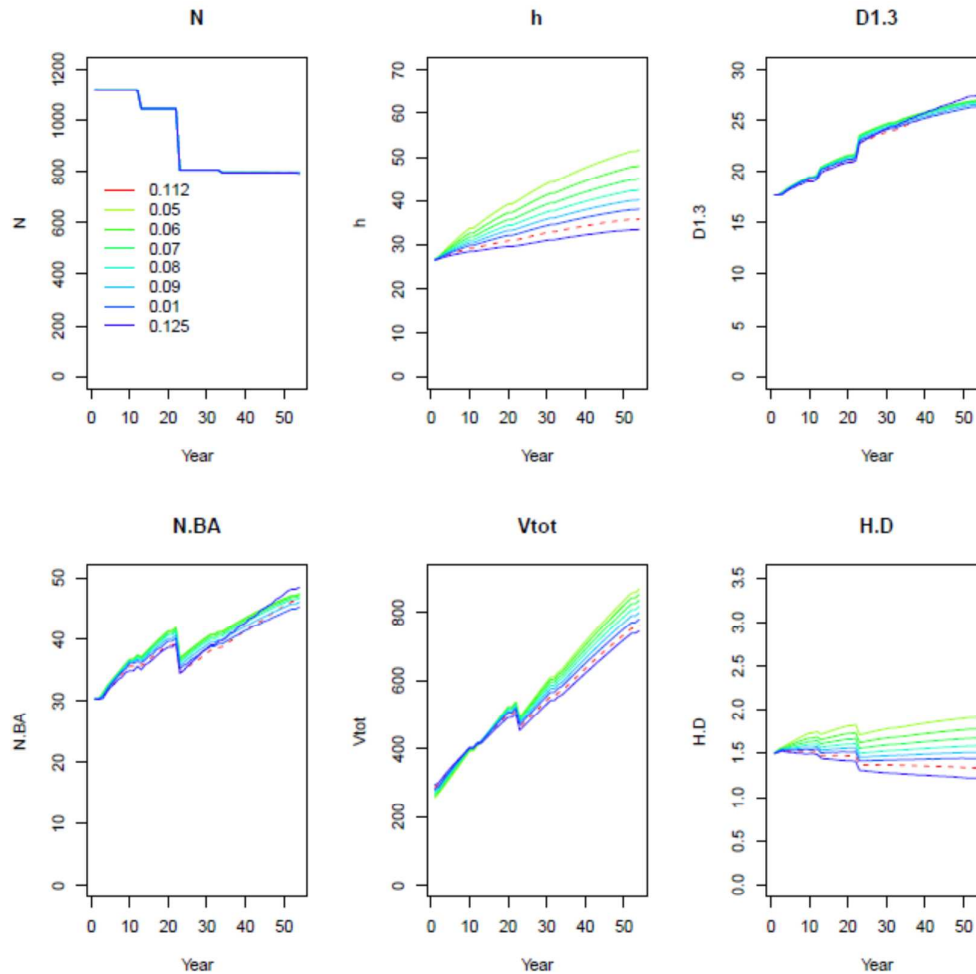 N
h
D1.3
1200
1000
800
600
400
200
0
N
0.112
0.05
0.06
0.07
0.08
0.09
0.01
0.125
0 10 20 30 40 50
Year
70
60
50
40
30
20
10
0
h
0 10 20 30 40 50
Year
30
25
20
15
10
5
0
D1.3
0 10 20 30 40 50
Year
N.BA
Vtot
H.D
50
40
30
20
10
0
N.BA
0 10 20 30 40 50
Year
800
600
400
200
0
Vtot
0 10 20 30 40 50
Year
3.5
3.0
2.5
2.0
1.5
1.0
0.5
0.0
H.D
0 10 20 30 40 50
Year